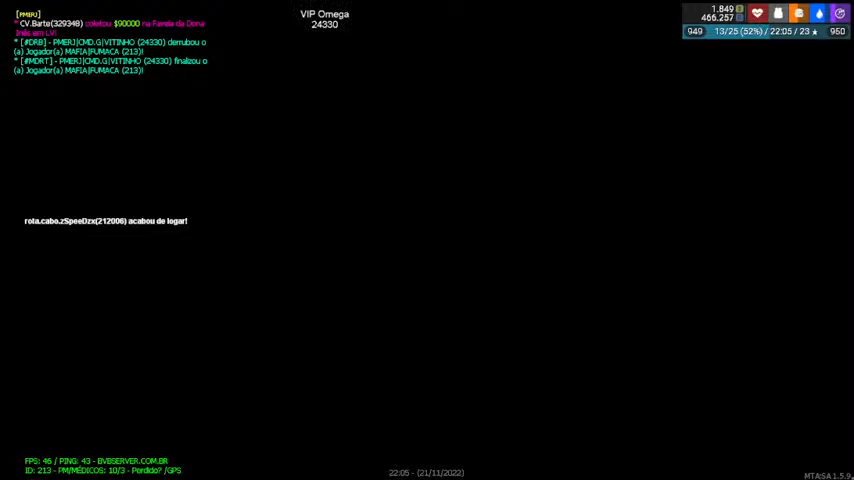 [PMERJ]
* CV.Barte(329348) coletou $90000 na Favela da Dona
Inês em LV!
* [#DRB] - PMERJ|CMD.G|VITINHO (24330) derrubou o
(a) Jogador(a) MAFIA|FUMACA (213)!
* [#MDRT] - PMERJ|CMD.G|VITINHO (24330) finalizou o
(a) Jogador(a) MAFIA|FUMACA (213)!
VIP Omega
24330
1.849
466.257
949 13/25 (52%) / 22:05 / 23 ★ 950
rota.cabo.zSpeeDzx(212006) acabou de logar!
FPS: 46 / PING: 43 - BVBSERVER.COM.BR
ID: 213 - PM/MÉDICOS: 10/3 - Perdido? /GPS
22:05 - (21/11/2022)
MTA:SA 1.5.9